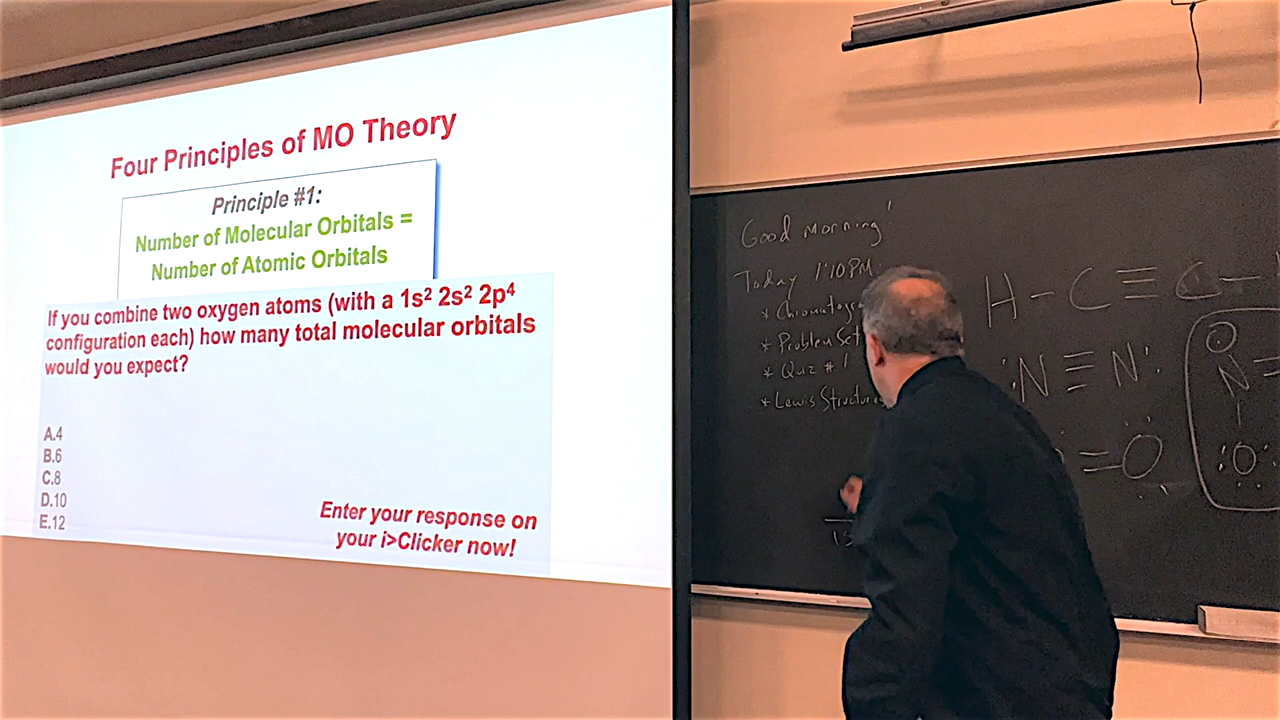 Four Principles of MO Theory
Principle #1:
Number of Molecular Orbitals =
Number of Atomic Orbitals
If you combine two oxygen atoms (with a 1s² 2s² 2p⁴
configuration each) how many total molecular orbitals
would you expect?
A.4
B.6
C.8
D.10
E.12
Enter your response on
your i>Clicker now!
Good Morning!
Today 1:10PM:
* Problem Set
* Quiz #1
* Lewis Structures
H-C≡C-
:N≡N:
=O
O
N=
:O: